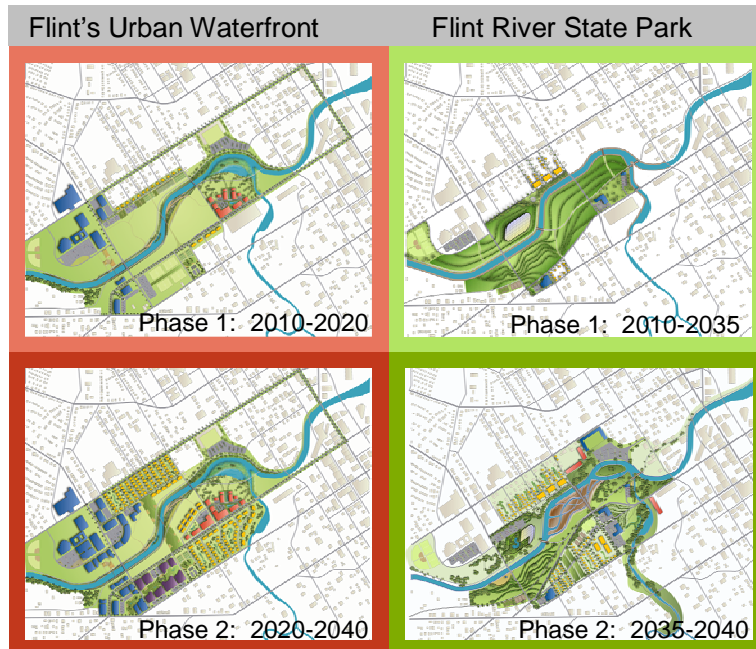 Flint's Urban Waterfront
Flint River State Park
Phase 1: 2010-2020
Phase 1: 2010-2035
Phase 2: 2020-2040
Phase 2: 2035-2040